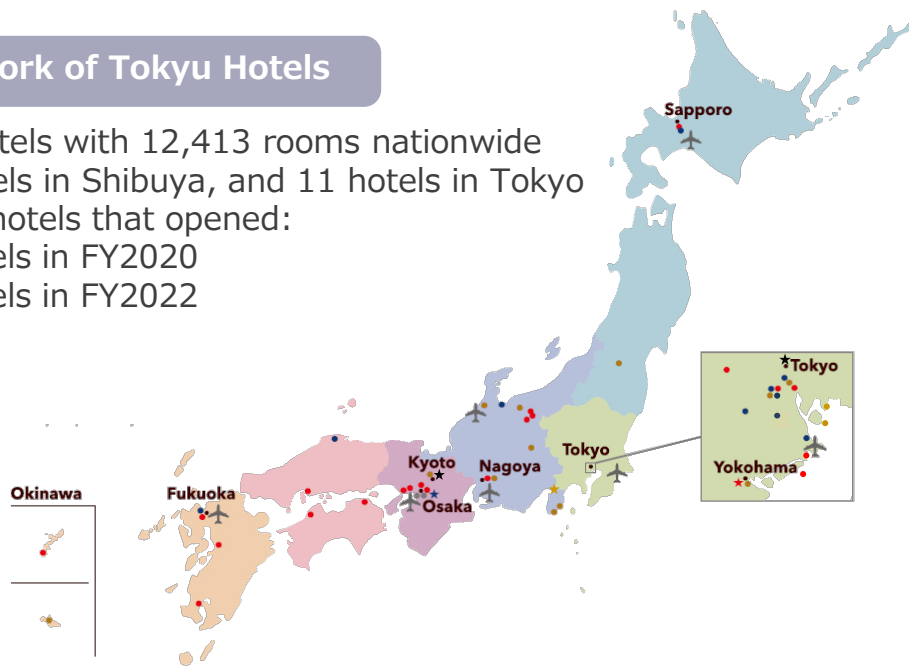 ork of Tokyu Hotels
tels with 12,413 rooms nationwide
els in Shibuya, and 11 hotels in Tokyo
hotels that opened:
els in FY2020
els in FY2022
Sapporo
Tokyo
Tokyo
Kyoto
Nagoya
Yokohama
Okinawa
Fukuoka
Osaka